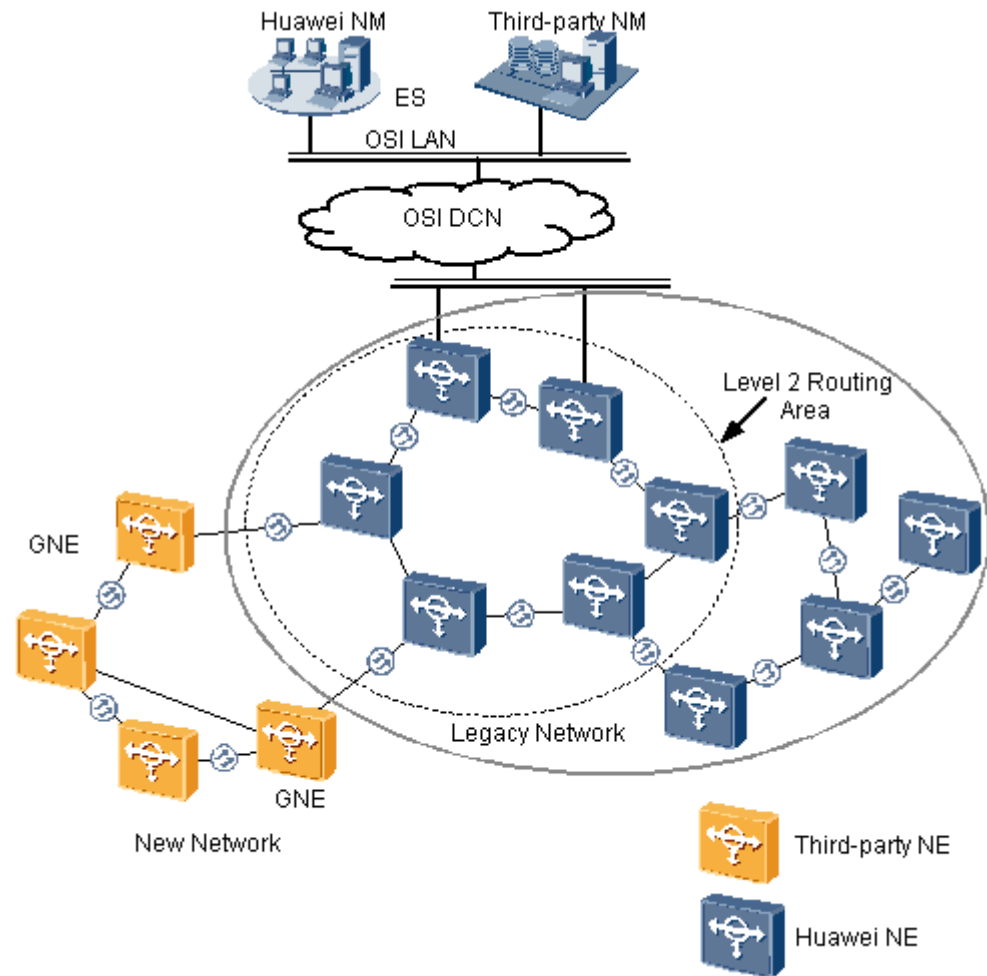 Huawei NM
Third-party NM
ES
OSI LAN
OSI DCN
Level 2 Routing
Area
GNE
Legacy Network
GNE
New Network
Third-party NE
Huawei NE